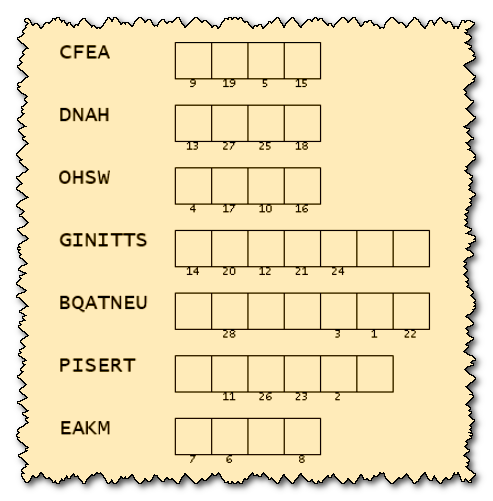 CFEA
9 19 5 15
DNAH
13 27 25 18
OHSW
4 17 10 16
GINITTS
14 20 12 21 24
BQATNEU
28 3 1 22
PISERT
11 26 23 2
EAKM
7 6 8